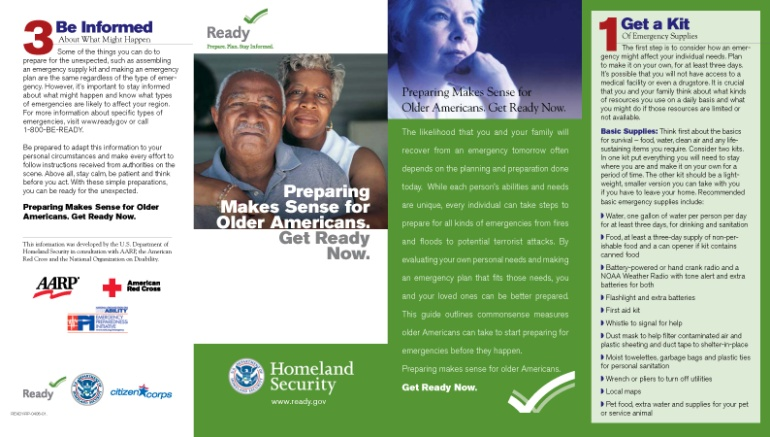 3 Be Informed
About What Might Happen
Some of the things you can do to
prepare for the unexpected, such as assembling
an emergency supply kit and making an emergency
plan are the same regardless of the type of emer-
gency. However, it's important to stay informed
about what might happen and know what types
of emergencies are likely to affect your region.
For more information about specific types of
emergencies, visit www.ready.gov or call
1-800-BE-READY.
Be prepared to adapt this information to your
personal circumstances and make every effort to
follow instructions received from authorities on the
scene. Above all, stay calm, be patient and think
before you act. With these simple preparations,
you can be ready for the unexpected.
Preparing Makes Sense for Older
Americans. Get Ready Now.
This information was developed by the U.S. Department of
Homeland Security in consultation with AARP, the American
Red Cross and the National Organization on Disability.
AARP
American
Red Cross
ABILITY
EMERGENCY
PREPAREDNESS
INITIATIVE
Ready
citizen corps
Ready
Prepare. Plan. Stay Informed.
Preparing
Makes Sense for
Older Americans.
Get Ready
Now.
Homeland
Security
www.ready.gov
Preparing Makes Sense for
Older Americans. Get Ready Now.
The likelihood that you and your family will
recover from an emergency tomorrow often
depends on the planning and preparation done
today. While each person's abilities and needs
are unique, every individual can take steps to
prepare for all kinds of emergencies from fires
and floods to potential terrorist attacks. By
evaluating your own personal needs and making
an emergency plan that fits those needs, you
and your loved ones can be better prepared.
This guide outlines commonsense measures
older Americans can take to start preparing for
emergencies before they happen.
Preparing makes sense for older Americans.
Get Ready Now.
1 Get a Kit
Of Emergency Supplies
The first step is to consider how an emer-
gency might affect your individual needs. Plan
to make it on your own, for at least three days.
It's possible that you will not have access to a
medical facility or even a drugstore. It is crucial
that you and your family think about what kinds
of resources you use on a daily basis and what
you might do if those resources are limited or
not available.
Basic Supplies: Think first about the basics
for survival – food, water, clean air and any life-
sustaining items you require. Consider two kits.
In one kit put everything you will need to stay
where you are and make it on your own for a
period of time. The other kit should be a light-
weight, smaller version you can take with you
if you have to leave your home. Recommended
basic emergency supplies include:
Water, one gallon of water per person per day
for at least three days, for drinking and sanitation
Food, at least a three-day supply of non-per-
ishable food and a can opener if kit contains
canned food
Battery-powered or hand crank radio and a
NOAA Weather Radio with tone alert and extra
batteries for both
Flashlight and extra batteries
First aid kit
Whistle to signal for help
Dust mask to help filter contaminated air and
plastic sheeting and duct tape to shelter-in-place
Moist towelettes, garbage bags and plastic ties
for personal sanitation
Wrench or pliers to turn off utilities
Local maps
Pet food, extra water and supplies for your pet
or service animal